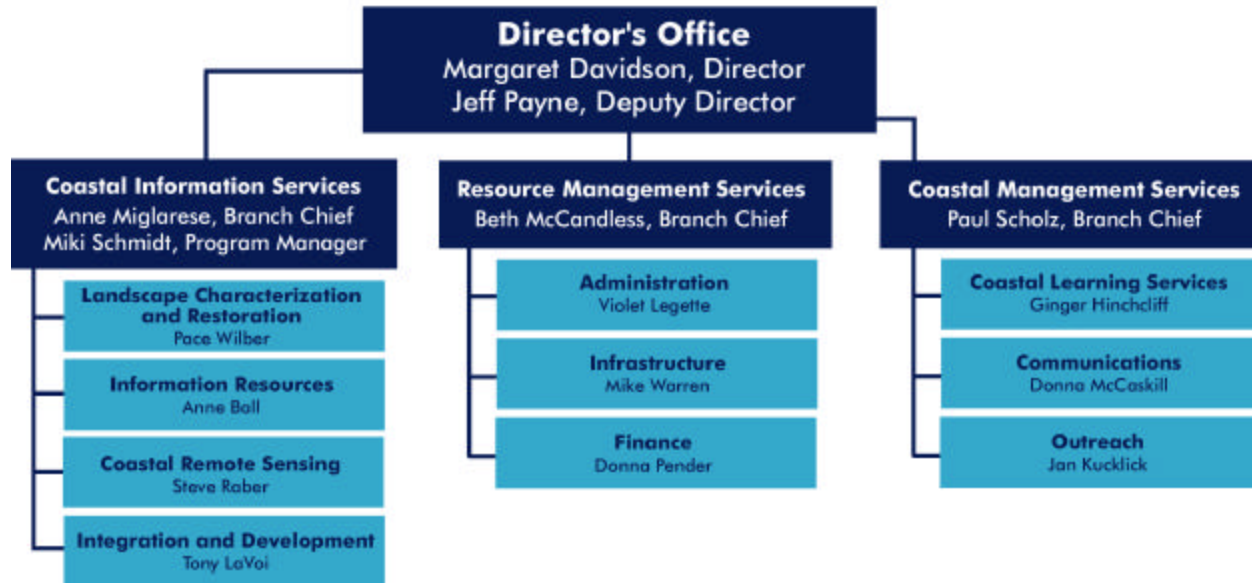 Director's Office
Margaret Davidson, Director
Jeff Payne, Deputy Director
Coastal Information Services
Anne Miglarese, Branch Chief
Miki Schmidt, Program Manager
Landscape Characterization
and Restoration
Pace Wilber
Information Resources
Anne Ball
Coastal Remote Sensing
Steve Raber
Integration and Development
Tony LaVoi
Resource Management Services
Beth McCandless, Branch Chief
Administration
Violet Legette
Infrastructure
Mike Warren
Finance
Donna Pender
Coastal Management Services
Paul Scholz, Branch Chief
Coastal Learning Services
Ginger Hinchcliff
Communications
Donna McCaskill
Outreach
Jan Kucklick